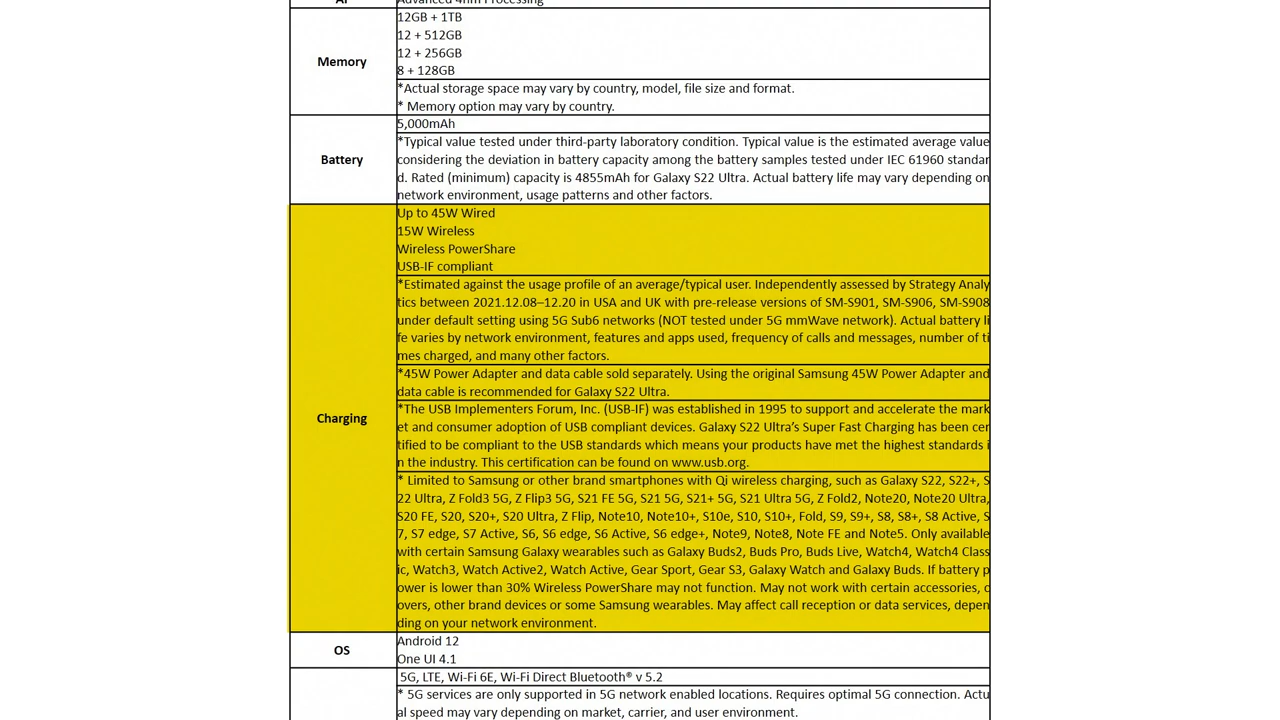 AP
Advanced 4nm Processing
Memory
12GB + 1TB
12 + 512GB
12 + 256GB
8 + 128GB
*Actual storage space may vary by country, model, file size and format.
* Memory option may vary by country.
Battery
5,000mAh
*Typical value tested under third-party laboratory condition. Typical value is the estimated average value
considering the deviation in battery capacity among the battery samples tested under IEC 61960 standar
d. Rated (minimum) capacity is 4855mAh for Galaxy S22 Ultra. Actual battery life may vary depending on
network environment, usage patterns and other factors.
Charging
Up to 45W Wired
15W Wireless
Wireless PowerShare
USB-IF compliant
*Estimated against the usage profile of an average/typical user. Independently assessed by Strategy Analy
tics between 2021.12.08–12.20 in USA and UK with pre-release versions of SM-S901, SM-S906, SM-S908
under default setting using 5G Sub6 networks (NOT tested under 5G mmWave network). Actual battery li
fe varies by network environment, features and apps used, frequency of calls and messages, number of ti
mes charged, and many other factors.
*45W Power Adapter and data cable sold separately. Using the original Samsung 45W Power Adapter and
data cable is recommended for Galaxy S22 Ultra.
*The USB Implementers Forum, Inc. (USB-IF) was established in 1995 to support and accelerate the mark
et and consumer adoption of USB compliant devices. Galaxy S22 Ultra's Super Fast Charging has been cer
tified to be compliant to the USB standards which means your products have met the highest standards i
n the industry. This certification can be found on www.usb.org.
* Limited to Samsung or other brand smartphones with Qi wireless charging, such as Galaxy S22, S22+, S
22 Ultra, Z Fold3 5G, Z Flip3 5G, S21 FE 5G, S21 5G, S21+ 5G, S21 Ultra 5G, Z Fold2, Note20, Note20 Ultra,
S20 FE, S20, S20+, S20 Ultra, Z Flip, Note10, Note10+, S10e, S10, S10+, Fold, S9, S9+, S8, S8+, S8 Active, S
7, S7 edge, S7 Active, S6, S6 edge, S6 Active, S6 edge+, Note9, Note8, Note FE and Note5. Only available
with certain Samsung Galaxy wearables such as Galaxy Buds2, Buds Pro, Buds Live, Watch4, Watch4 Class
ic, Watch3, Watch Active2, Watch Active, Gear Sport, Gear S3, Galaxy Watch and Galaxy Buds. If battery p
ower is lower than 30% Wireless PowerShare may not function. May not work with certain accessories, c
overs, other brand devices or some Samsung wearables. May affect call reception or data services, depen
ding on your network environment.
OS
Android 12
One UI 4.1
5G, LTE, Wi-Fi 6E, Wi-Fi Direct Bluetooth® v 5.2
* 5G services are only supported in 5G network enabled locations. Requires optimal 5G connection. Actu
al speed may vary depending on market, carrier, and user environment.